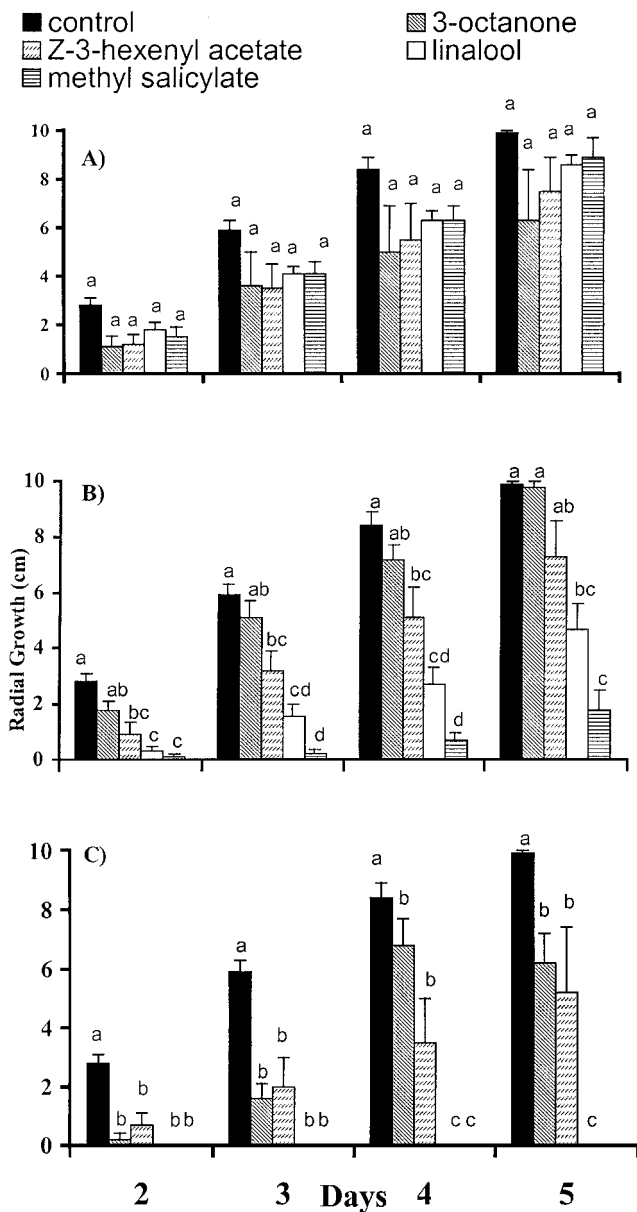 control 3-octanone
Z-3-hexenyl acetate linalool
methyl salicylate
A)
10
8
6
4
2
0
a a a a a
a a a a a
a a a a a
a a a a a
B)
Radial Growth (cm)
10
8
6
4
2
0
a ab bc c c
a ab bc cd d
a ab bc cd d
a a ab bc c
C)
10
8
6
4
2
0
a b b b b
a b b b b
a b b c c
a b b c
2 3 Days 4 5